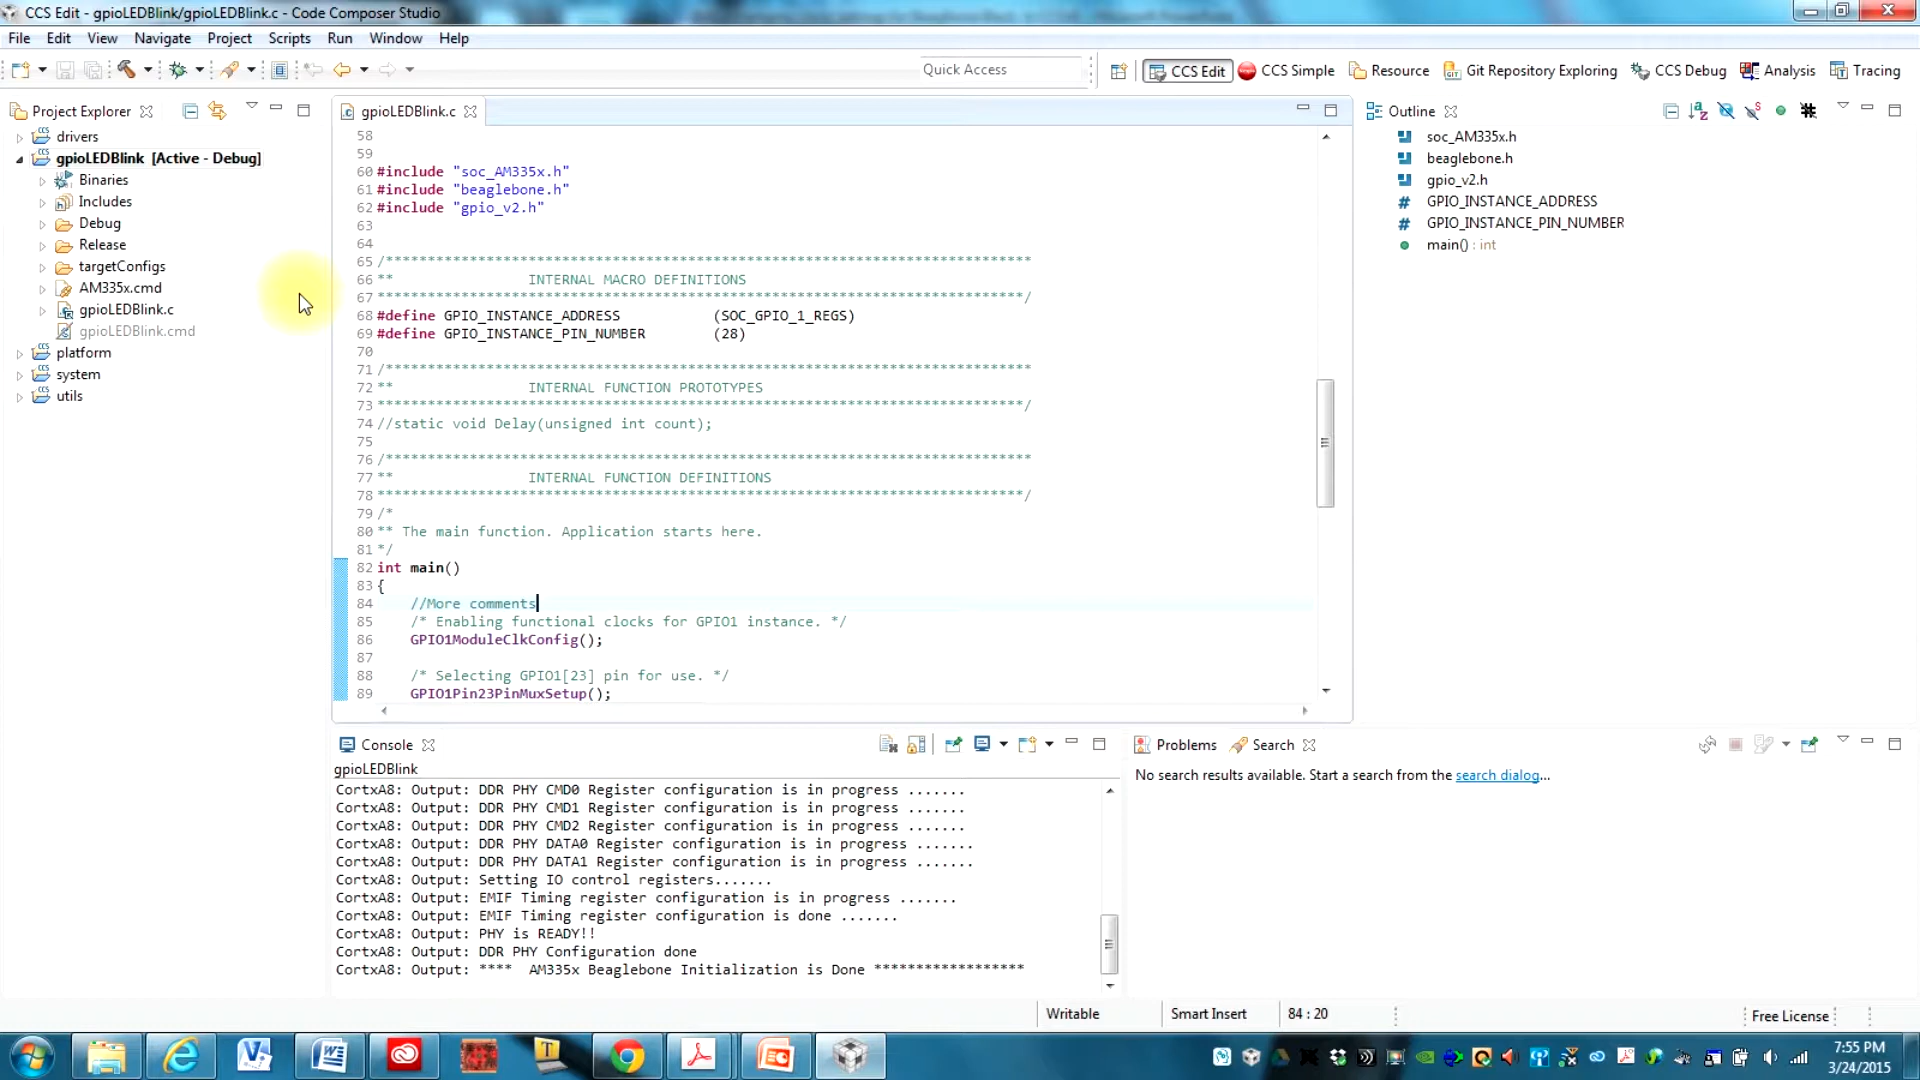 CCS Edit - gpioLEDBlink/gpioLEDBlink.c - Code Composer Studio
File Edit View Navigate Project Scripts Run Window Help
Quick Access
CCS Edit CCS Simple Resource Git Repository Exploring CCS Debug Analysis Tracing
Project Explorer
drivers
gpioLEDBlink [Active - Debug]
Binaries
Includes
Debug
Release
targetConfigs
AM335x.cmd
gpioLEDBlink.c
gpioLEDBlink.cmd
platform
system
utils
gpioLEDBlink.c
58
59
60 #include "soc_AM335x.h"
61 #include "beaglebone.h"
62 #include "gpio_v2.h"
63
64
65 /*****************************************************************************
66 **                INTERNAL MACRO DEFINITIONS
67 *****************************************************************************/
68 #define GPIO_INSTANCE_ADDRESS           (SOC_GPIO_1_REGS)
69 #define GPIO_INSTANCE_PIN_NUMBER        (28)
70
71 /*****************************************************************************
72 **                INTERNAL FUNCTION PROTOTYPES
73 *****************************************************************************/
74 //static void Delay(unsigned int count);
75
76 /*****************************************************************************
77 **                INTERNAL FUNCTION DEFINITIONS
78 *****************************************************************************/
79 /*
80 ** The main function. Application starts here.
81 */
82 int main()
83 {
84     //More comments
85     /* Enabling functional clocks for GPIO1 instance. */
86     GPIO1ModuleClkConfig();
87
88     /* Selecting GPIO1[23] pin for use. */
89     GPIO1Pin23PinMuxSetup();
Outline
soc_AM335x.h
beaglebone.h
gpio_v2.h
# GPIO_INSTANCE_ADDRESS
# GPIO_INSTANCE_PIN_NUMBER
main() : int
Console
gpioLEDBlink
CortxA8: Output: DDR PHY CMD0 Register configuration is in progress .......
CortxA8: Output: DDR PHY CMD1 Register configuration is in progress .......
CortxA8: Output: DDR PHY CMD2 Register configuration is in progress .......
CortxA8: Output: DDR PHY DATA0 Register configuration is in progress .......
CortxA8: Output: DDR PHY DATA1 Register configuration is in progress .......
CortxA8: Output: Setting IO control registers.......
CortxA8: Output: EMIF Timing register configuration is in progress .......
CortxA8: Output: EMIF Timing register configuration is done .......
CortxA8: Output: PHY is READY!!
CortxA8: Output: DDR PHY Configuration done
CortxA8: Output: ****  AM335x Beaglebone Initialization is Done ******************
Problems Search
No search results available. Start a search from the search dialog...
Writable Smart Insert 84 : 20 Free License
7:55 PM
3/24/2015